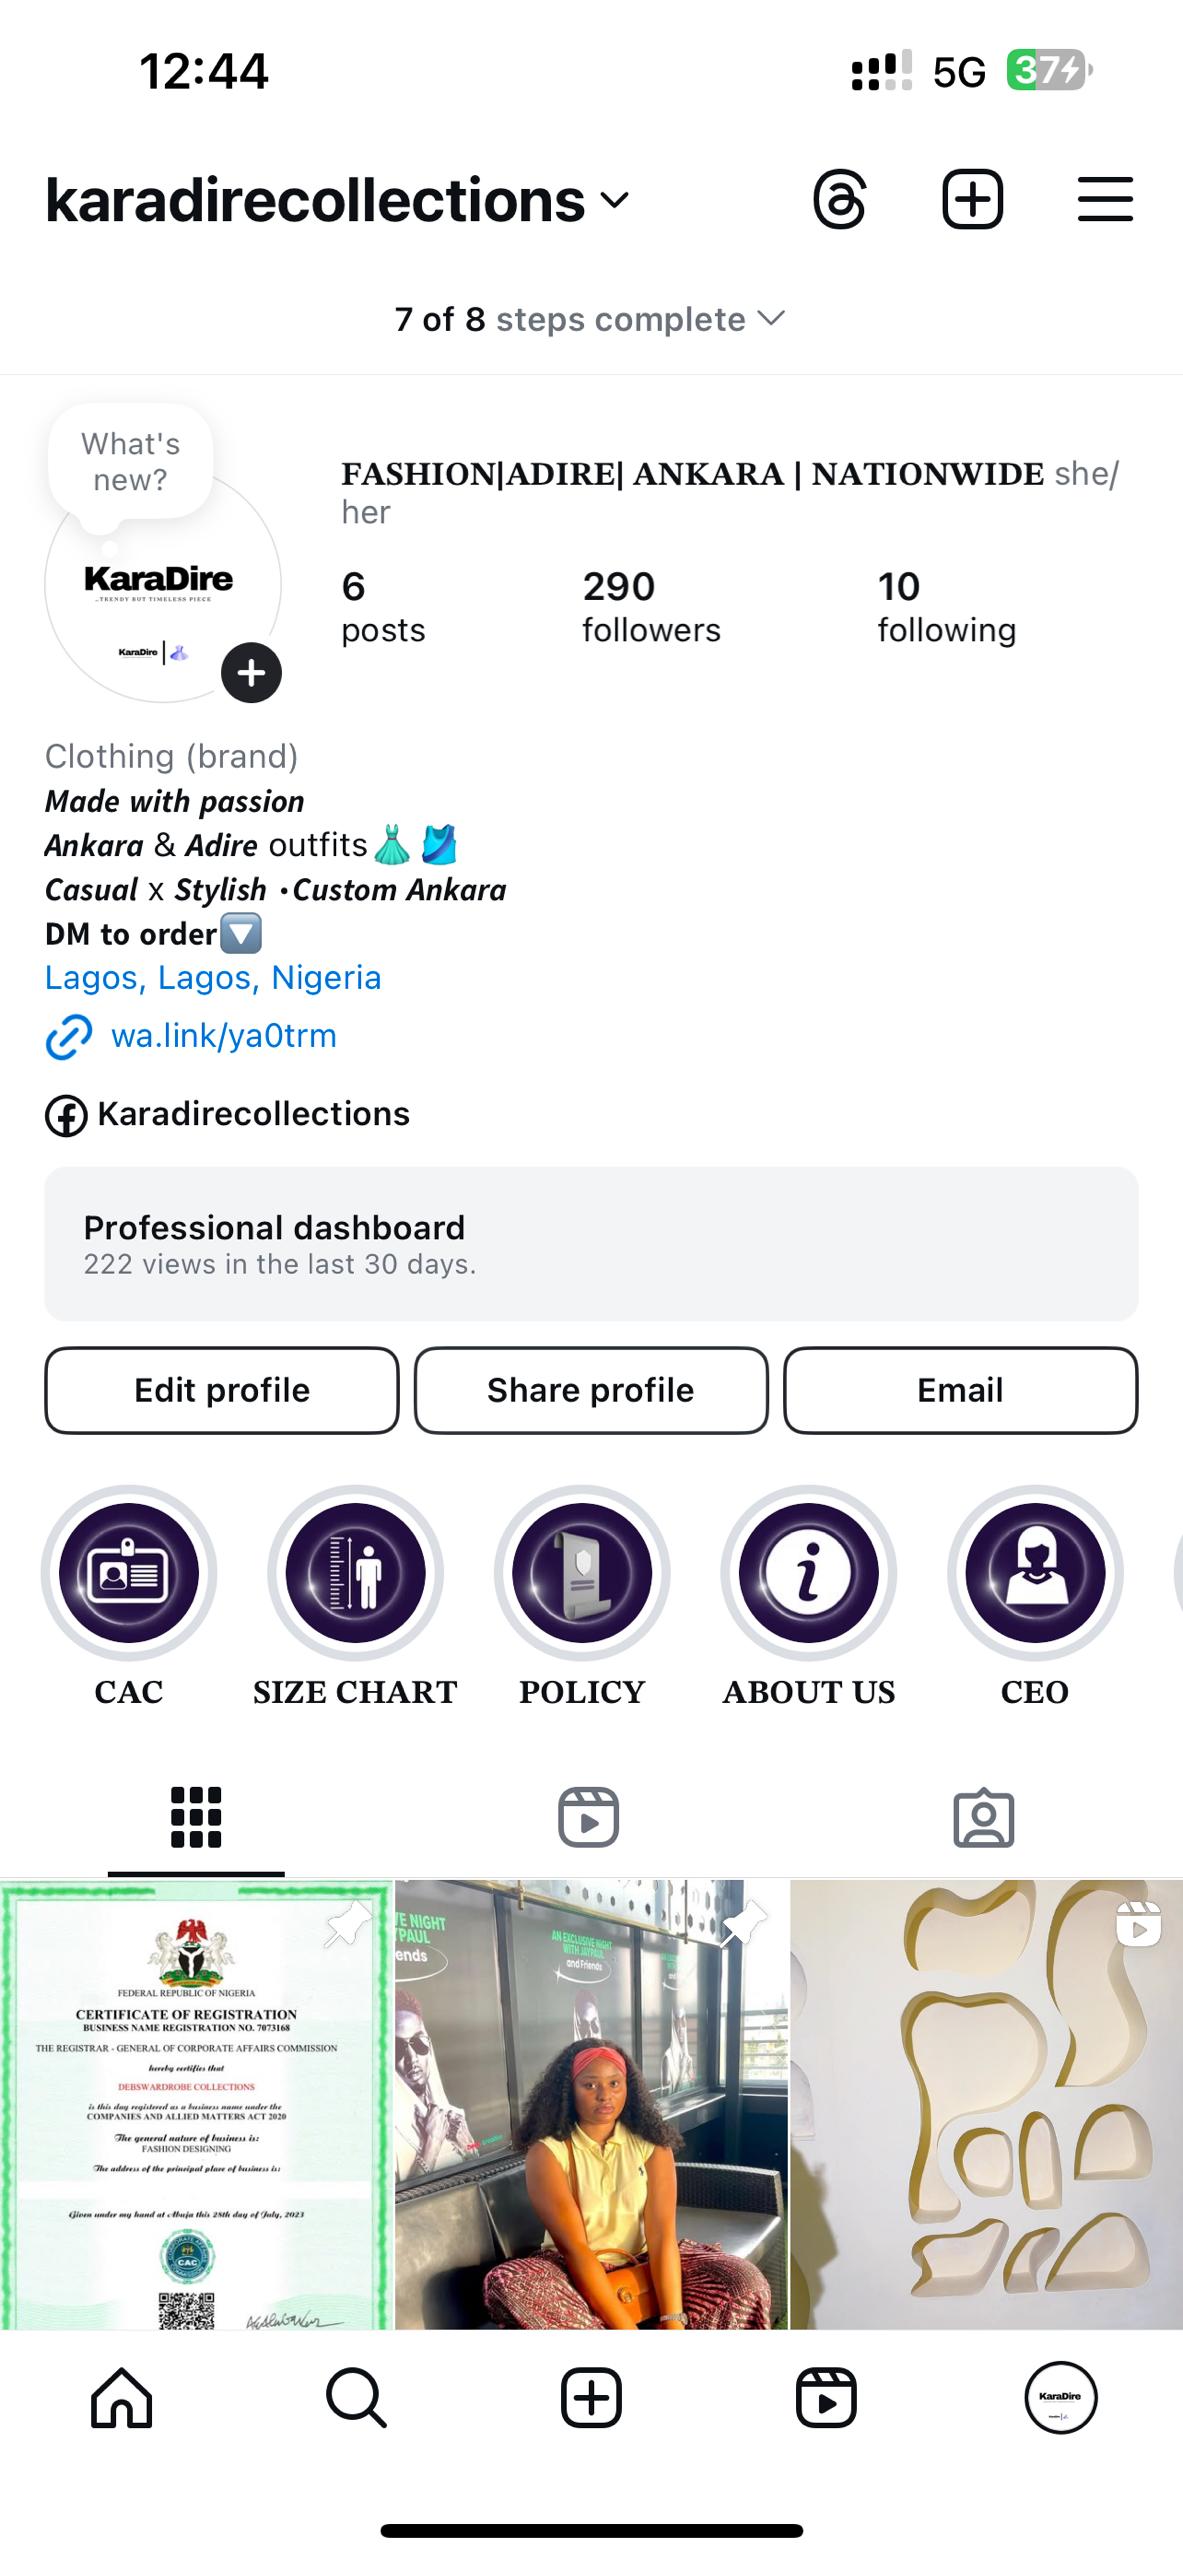 12:44
5G
37
karadirecollections
7 of 8 steps complete
What's
new?
KaraDire
..TRENDY BUT TIMELESS PIECE
KaraDire
FASHION|ADIRE| ANKARA | NATIONWIDE she/
her
6
posts
290
followers
10
following
Clothing (brand)
Made with passion
Ankara & Adire outfits
Casual x Stylish •Custom Ankara
DM to order
Lagos, Lagos, Nigeria
wa.link/ya0trm
Karadirecollections
Professional dashboard
222 views in the last 30 days.
Edit profile
Share profile
Email
CAC
SIZE CHART
POLICY
ABOUT US
CEO
FEDERAL REPUBLIC OF NIGERIA
CERTIFICATE OF REGISTRATION
BUSINESS NAME REGISTRATION NO. 7073168
THE REGISTRAR - GENERAL OF CORPORATE AFFAIRS COMMISSION
hereby certifies that
DEBSWARDROBE COLLECTIONS
is this day registered as a business name under the
COMPANIES AND ALLIED MATTERS ACT 2020
The general nature of business is:
FASHION DESIGNING
The address of the principal place of business is:
Given under my hand at Abuja this 28th day of July, 2023
CAC
VE NIGHT
YPAUL
ends
AN EXCLUSIVE NIGHT
WITH JAYPAUL
and Friends
KaraDire